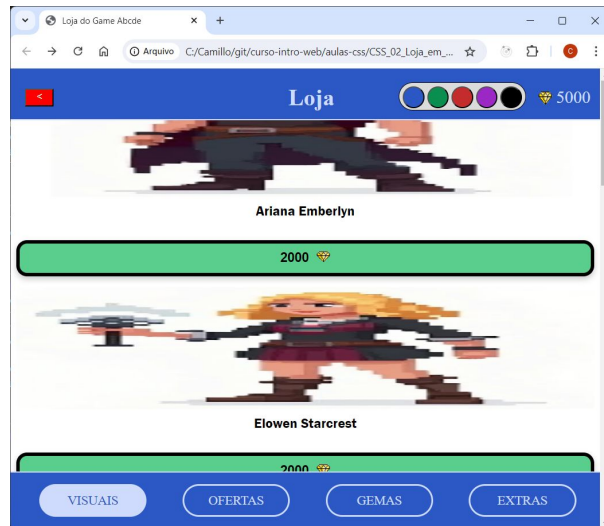 Loja do Game Abcde
Arquivo C:/Camillo/git/curso-intro-web/aulas-css/CSS_02_Loja_em_...
C
<
Loja
5000
Ariana Emberlyn
2000
Elowen Starcrest
2000
VISUAIS
OFERTAS
GEMAS
EXTRAS